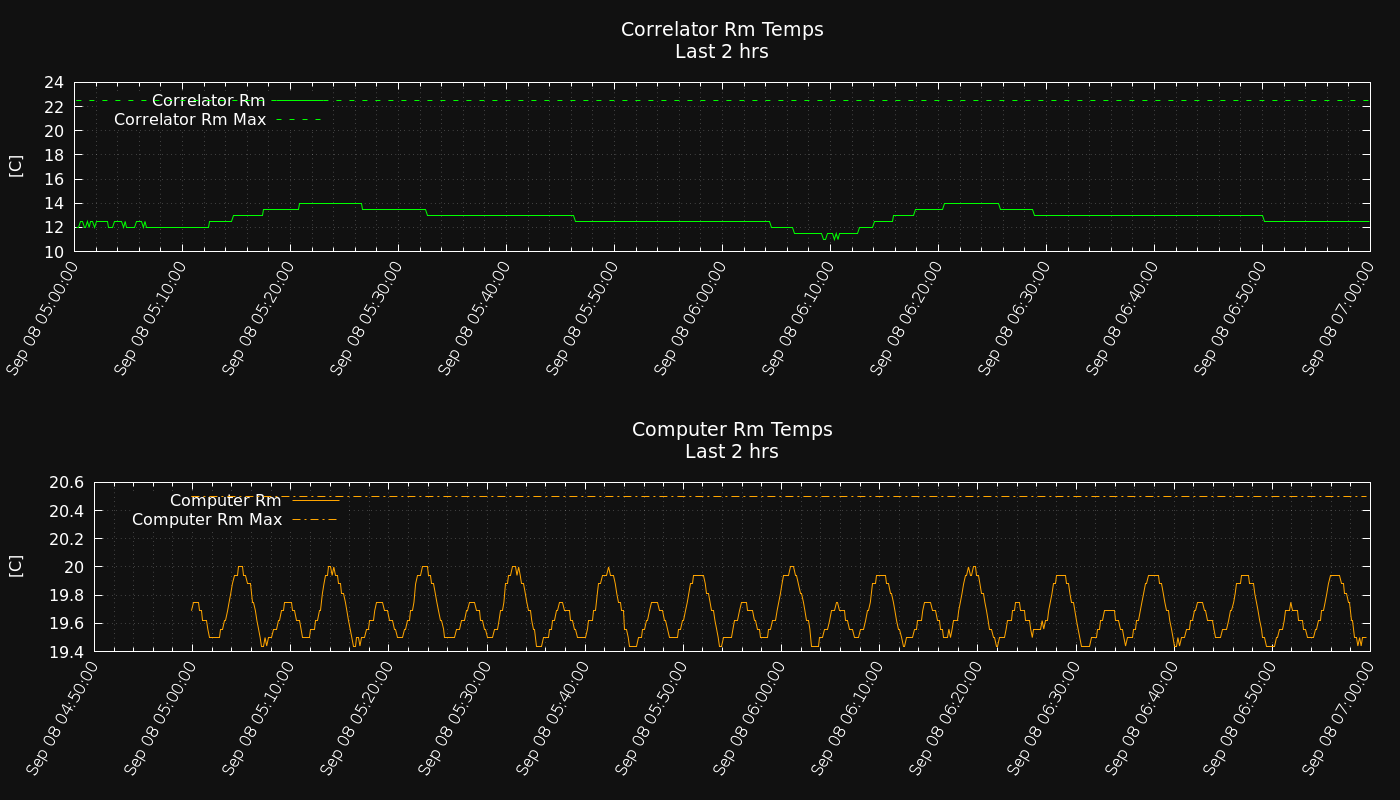 Correlator Rm Temps
Last 2 hrs
24
22
20
18
16
14
12
10
[C]
Correlator Rm
Correlator Rm Max
Sep 08 05:00:00
Sep 08 05:10:00
Sep 08 05:20:00
Sep 08 05:30:00
Sep 08 05:40:00
Sep 08 05:50:00
Sep 08 06:00:00
Sep 08 06:10:00
Sep 08 06:20:00
Sep 08 06:30:00
Sep 08 06:40:00
Sep 08 06:50:00
Sep 08 07:00:00
Computer Rm Temps
Last 2 hrs
20.6
20.4
20.2
20
19.8
19.6
19.4
[C]
Computer Rm
Computer Rm Max
Sep 08 04:50:00
Sep 08 05:00:00
Sep 08 05:10:00
Sep 08 05:20:00
Sep 08 05:30:00
Sep 08 05:40:00
Sep 08 05:50:00
Sep 08 06:00:00
Sep 08 06:10:00
Sep 08 06:20:00
Sep 08 06:30:00
Sep 08 06:40:00
Sep 08 06:50:00
Sep 08 07:00:00